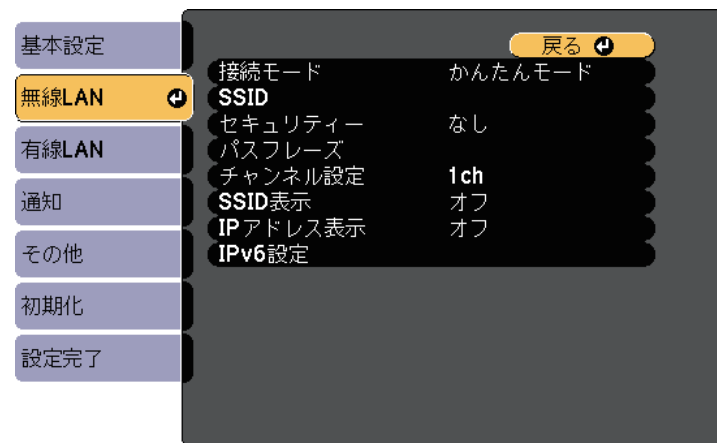 基本設定
無線LAN
有線LAN
通知
その他
初期化
設定完了
戻る
接続モード かんたんモード
SSID
セキュリティー なし
パスフレーズ
チャンネル設定 1ch
SSID表示 オフ
IPアドレス表示 オフ
IPv6設定